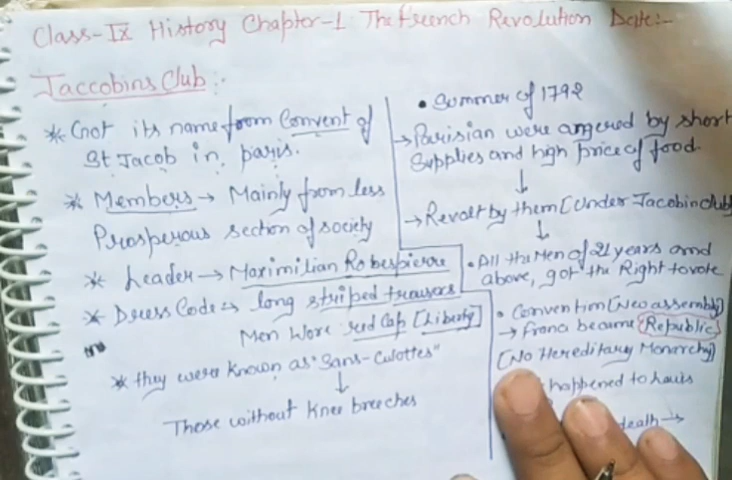 Class-IX History Chapter-1 The French Revolution Date:-
Jaccobins Club:-
* Got its name from Convent of
St Jacob in paris.
* Members → Mainly from less
Prosperous section of society
* Leader → Maximilian Robespierre
* Dress Code → long striped trousers
Men Wore red Cap [Liberty]
* they were known as "Sans-Culottes"
↓
Those without Knee breeches
• Summer of 1792
→ Parisian were angered by short
Supplies and high price of food.
↓
→ Revolt by them [Under Jacobin club]
↓
• All the Men of 21 years and
above, got the Right to vote
• Convention [Neo assembly]
→ Franc became Republic
[No Hereditary Monarchy]
happened to Louis
death →